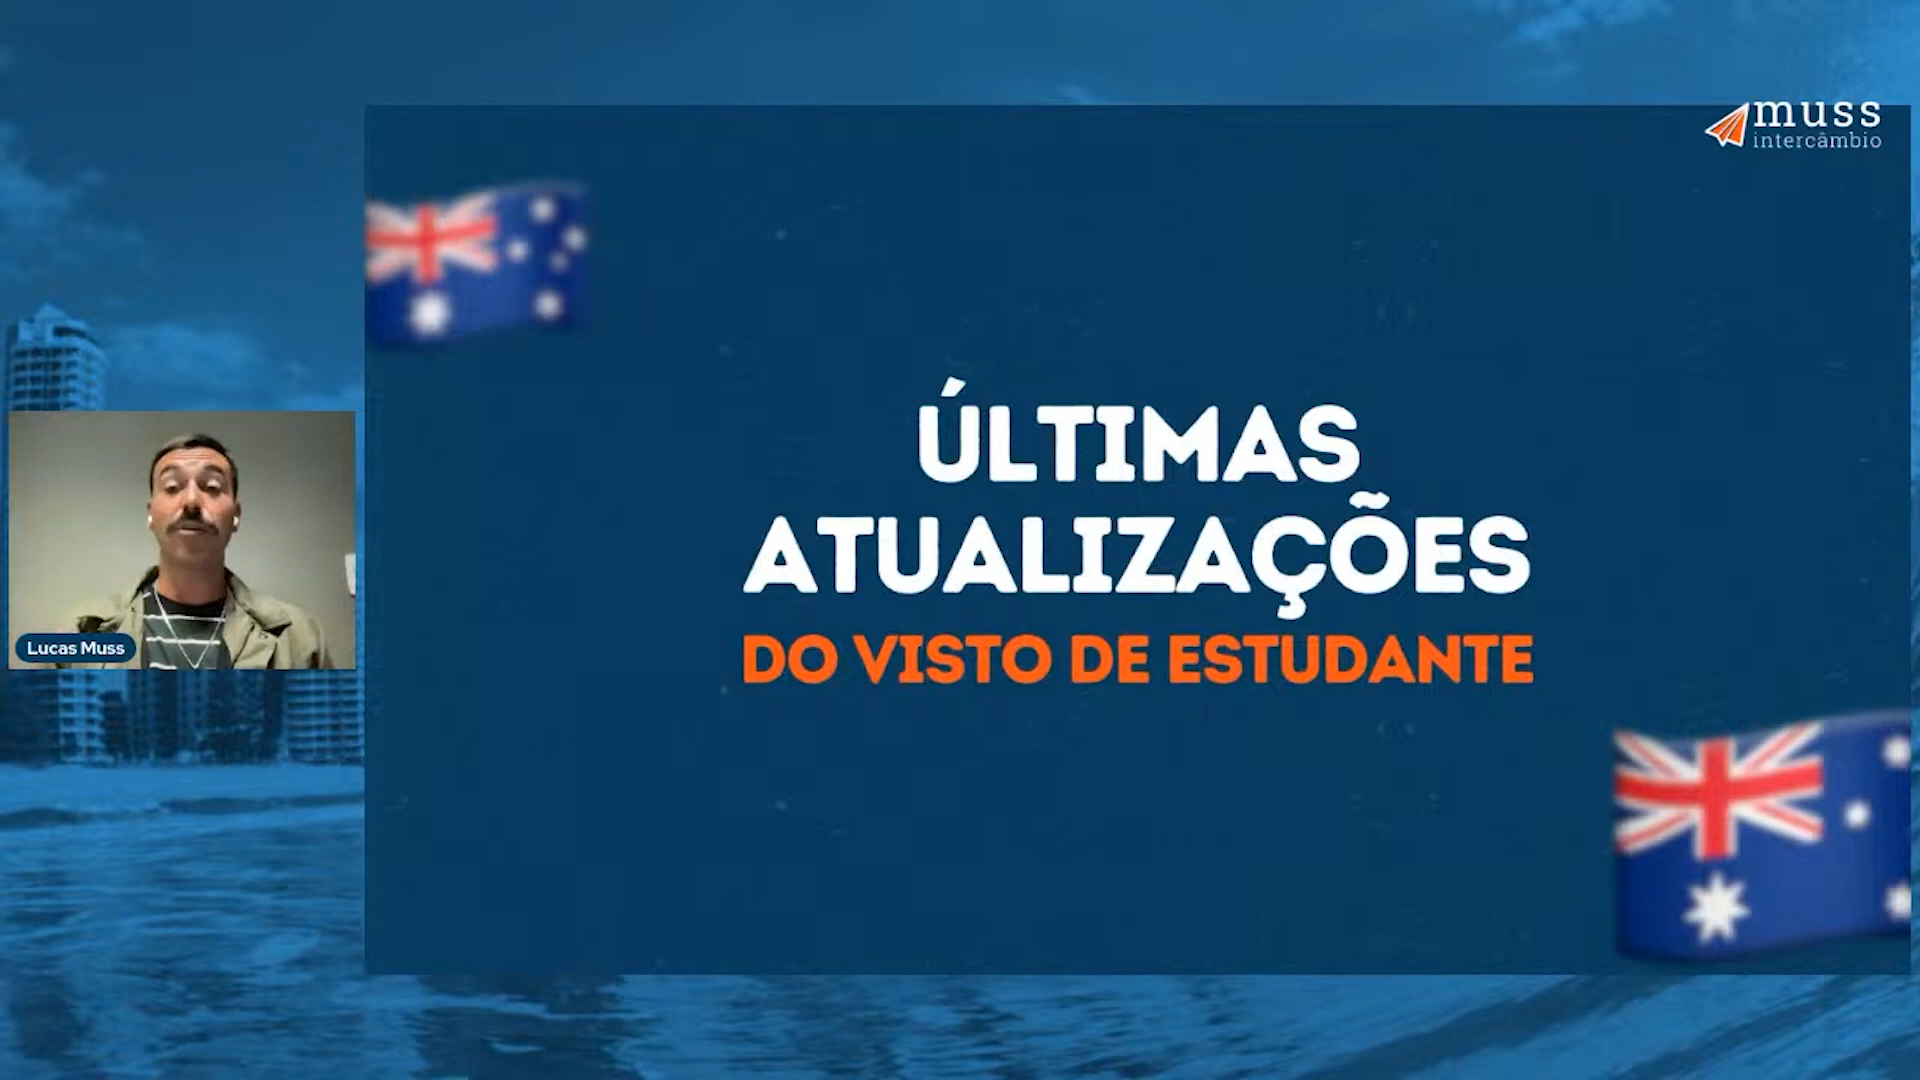 muss
intercâmbio
ÚLTIMAS
ATUALIZAÇÕES
DO VISTO DE ESTUDANTE
Lucas Muss